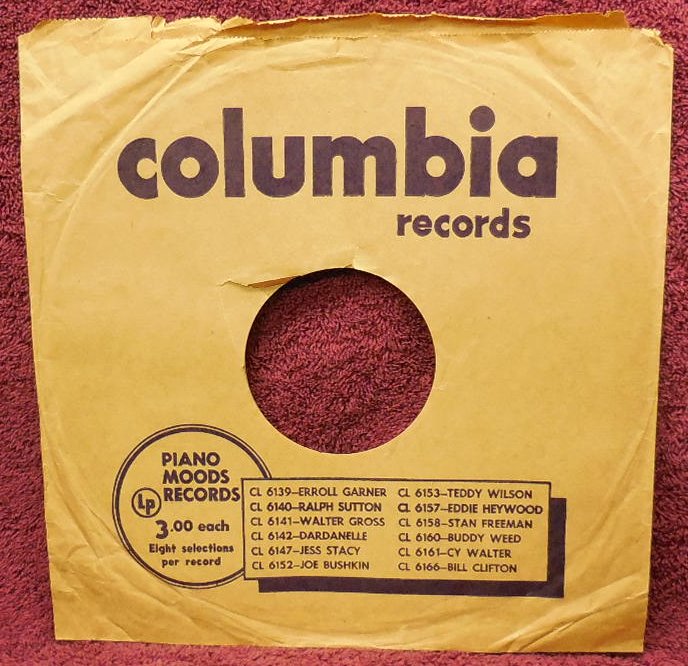 columbia
records
PIANO
MOODS
RECORDS
LP
3.00 each
Eight selections
per record
CL 6139—ERROLL GARNER
CL 6140—RALPH SUTTON
CL 6141—WALTER GROSS
CL 6142—DARDANELLE
CL 6147—JESS STACY
CL 6152—JOE BUSHKIN
CL 6153—TEDDY WILSON
CL 6157—EDDIE HEYWOOD
CL 6158—STAN FREEMAN
CL 6160—BUDDY WEED
CL 6161—CY WALTER
CL 6166—BILL CLIFTON